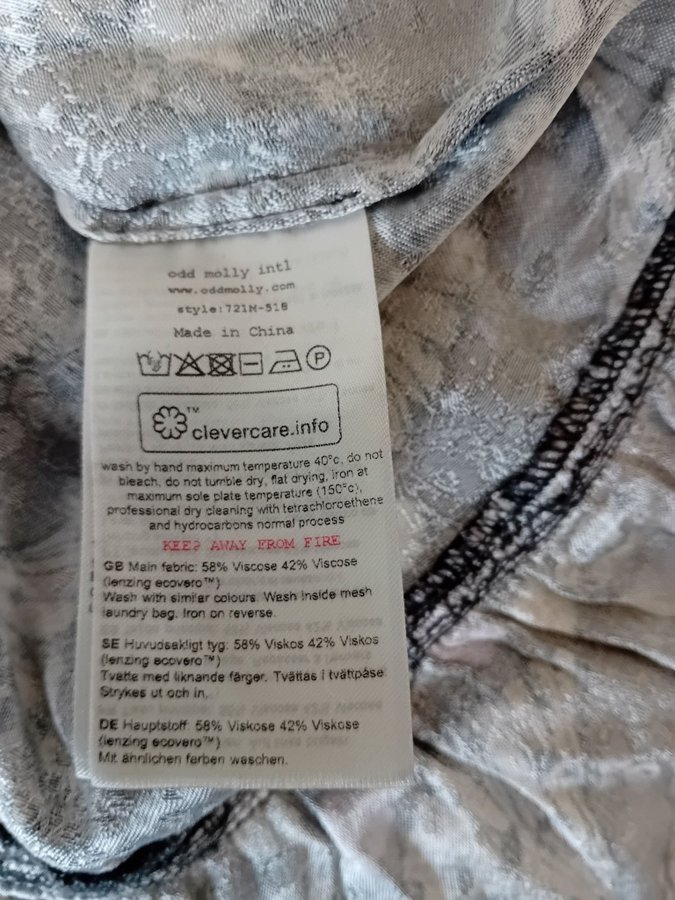 odd molly intl
www.oddmolly.com
style:721M-518
Made in China
P
TM
clevercare.info
wash by hand maximum temperature 40°c, do not
bleach, do not tumble dry, flat drying, iron at
maximum sole plate temperature (150°c),
professional dry cleaning with tetrachloroethene
and hydrocarbons normal process
KEEP AWAY FROM FIRE
GB Main fabric: 58% Viscose 42% Viscose
(lenzing ecovero™)
Wash with similar colours. Wash inside mesh
laundry bag. Iron on reverse.
SE Huvudsakligt tyg: 58% Viskos 42% Viskos
(lenzing ecovero™)
Tvätta med liknande färger. Tvättas i tvättpåse
Strykes ut och in.
DE Hauptstoff: 58% Viskose 42% Viskose
(lenzing ecovero™)
Mit ähnlichen farben waschen.